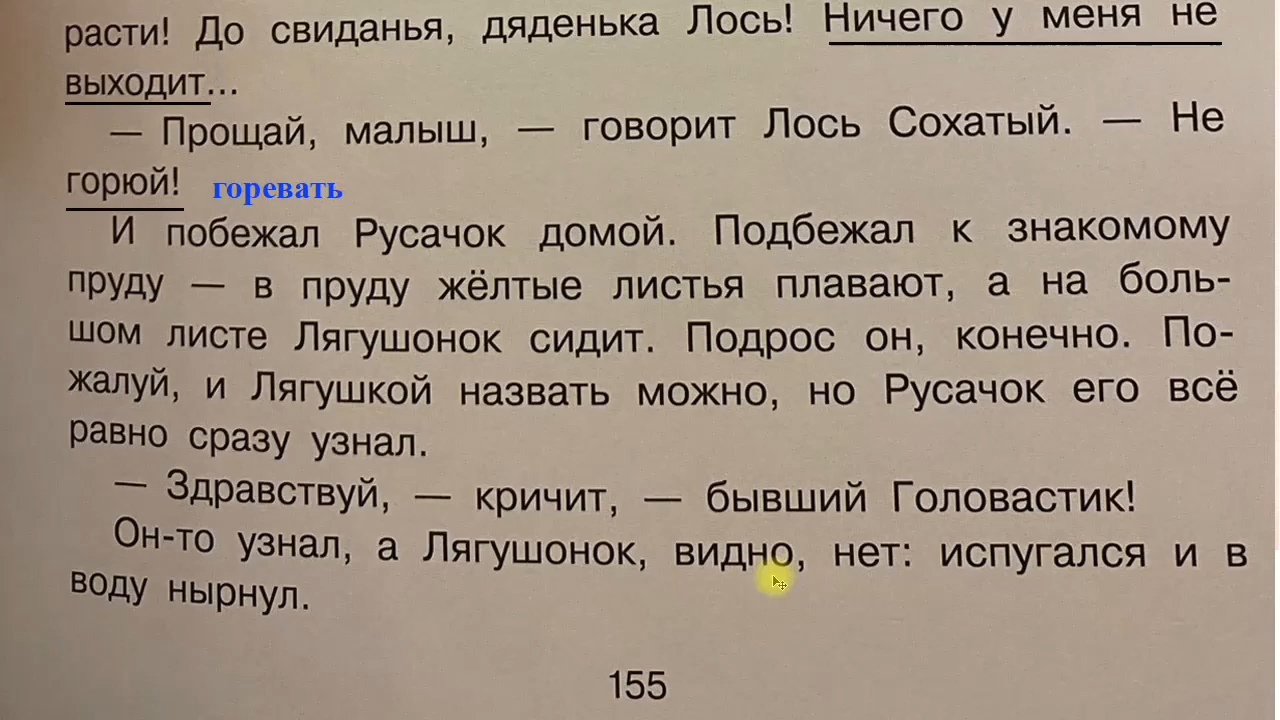 расти! До свиданья, дяденька Лось! Ничего у меня не
выходит...
— Прощай, малыш, — говорит Лось Сохатый. — Не
горюй! горевать
И побежал Русачок домой. Подбежал к знакомому
пруду — в пруду жёлтые листья плавают, а на боль-
шом листе Лягушонок сидит. Подрос он, конечно. По-
жалуй, и Лягушкой назвать можно, но Русачок его всё
равно сразу узнал.
— Здравствуй, — кричит, — бывший Головастик!
Он-то узнал, а Лягушонок, видно, нет: испугался и в
воду нырнул.
155